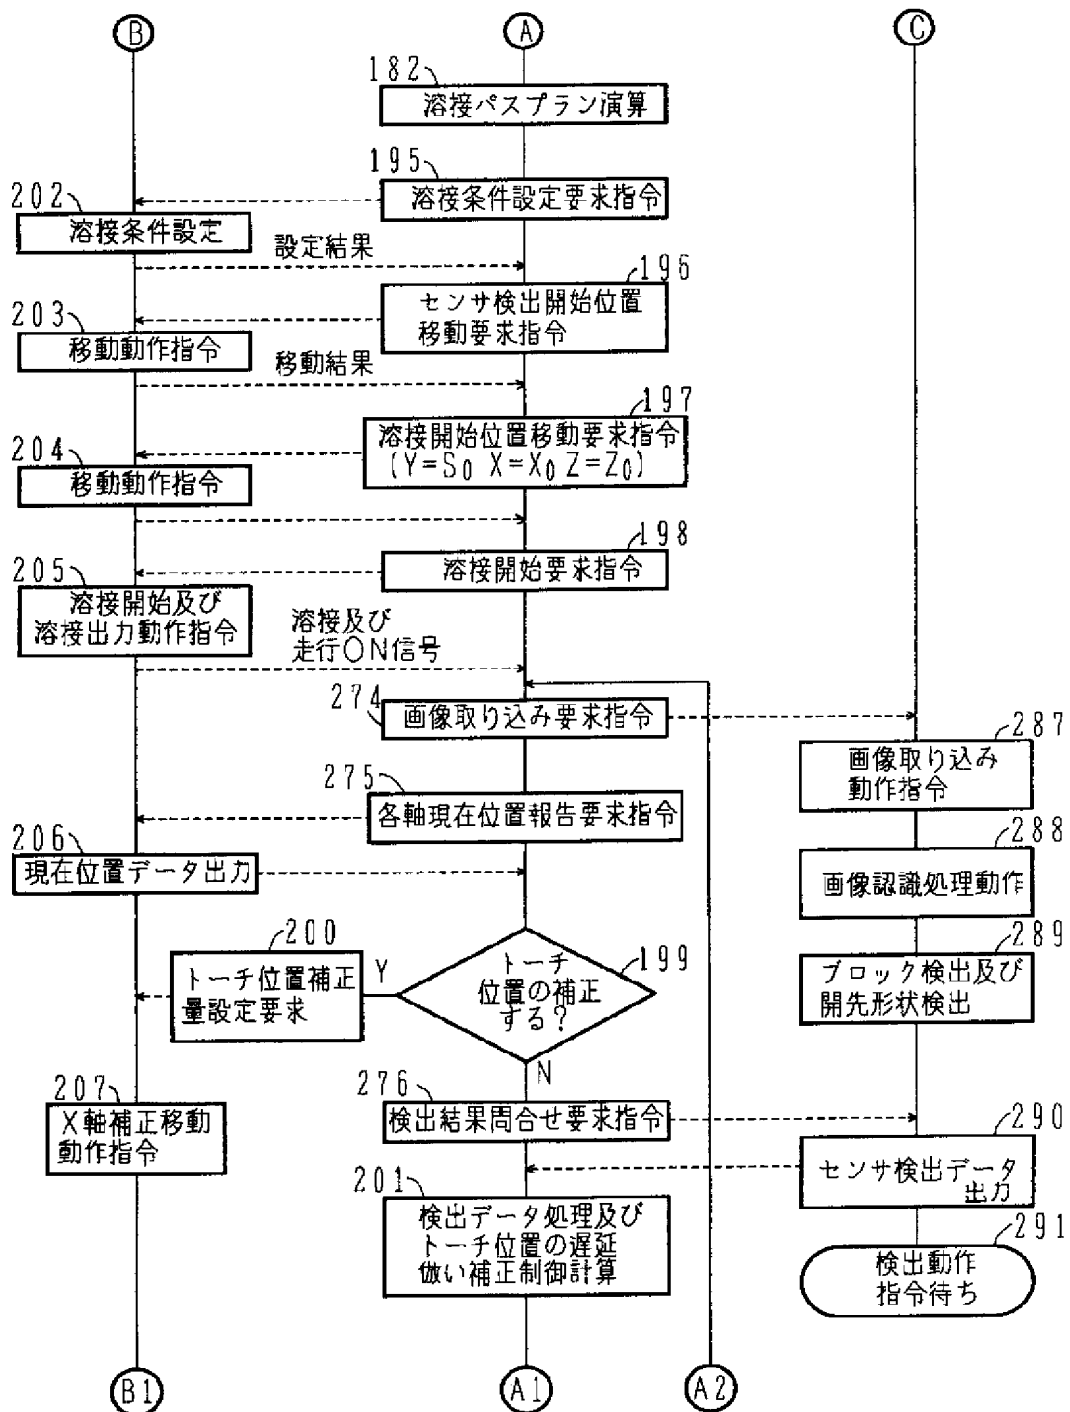 B
A
C
182
溶接パスプラン演算
195
溶接条件設定要求指令
202
溶接条件設定
設定結果
196
センサ検出開始位置
移動要求指令
203
移動動作指令
移動結果
197
溶接開始位置移動要求指令
(Y=S0 X=X0 Z=Z0)
204
移動動作指令
198
溶接開始要求指令
205
溶接開始及び
溶接出力動作指令
溶接及び
走行ON信号
274
画像取り込み要求指令
287
画像取り込み
動作指令
275
各軸現在位置報告要求指令
206
現在位置データ出力
288
画像認識処理動作
200
トーチ位置補正
量設定要求
Y
199
トーチ
位置の補正
する?
N
289
ブロック検出及び
開先形状検出
207
X軸補正移動
動作指令
276
検出結果問合せ要求指令
290
センサ検出データ
出力
201
検出データ処理及び
トーチ位置の遅延
倣い補正制御計算
291
検出動作
指令待ち
B1
A1
A2